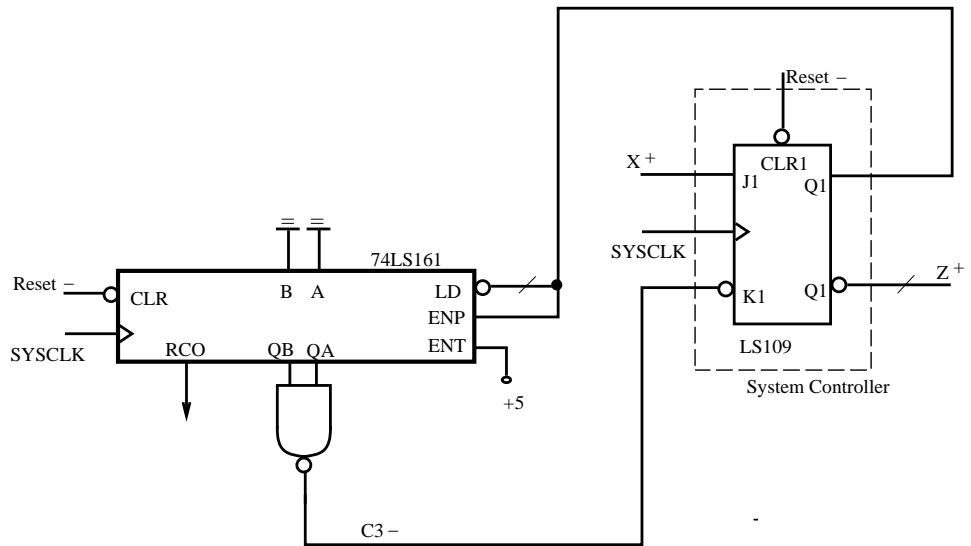 Reset –
CLR1
X +
J1
Q1
SYSCLK
K1
Q1
Z +
LS109
System Controller
74LS161
Reset –
CLR
B
A
LD
ENP
SYSCLK
RCO
QB
QA
ENT
+5
C3 –